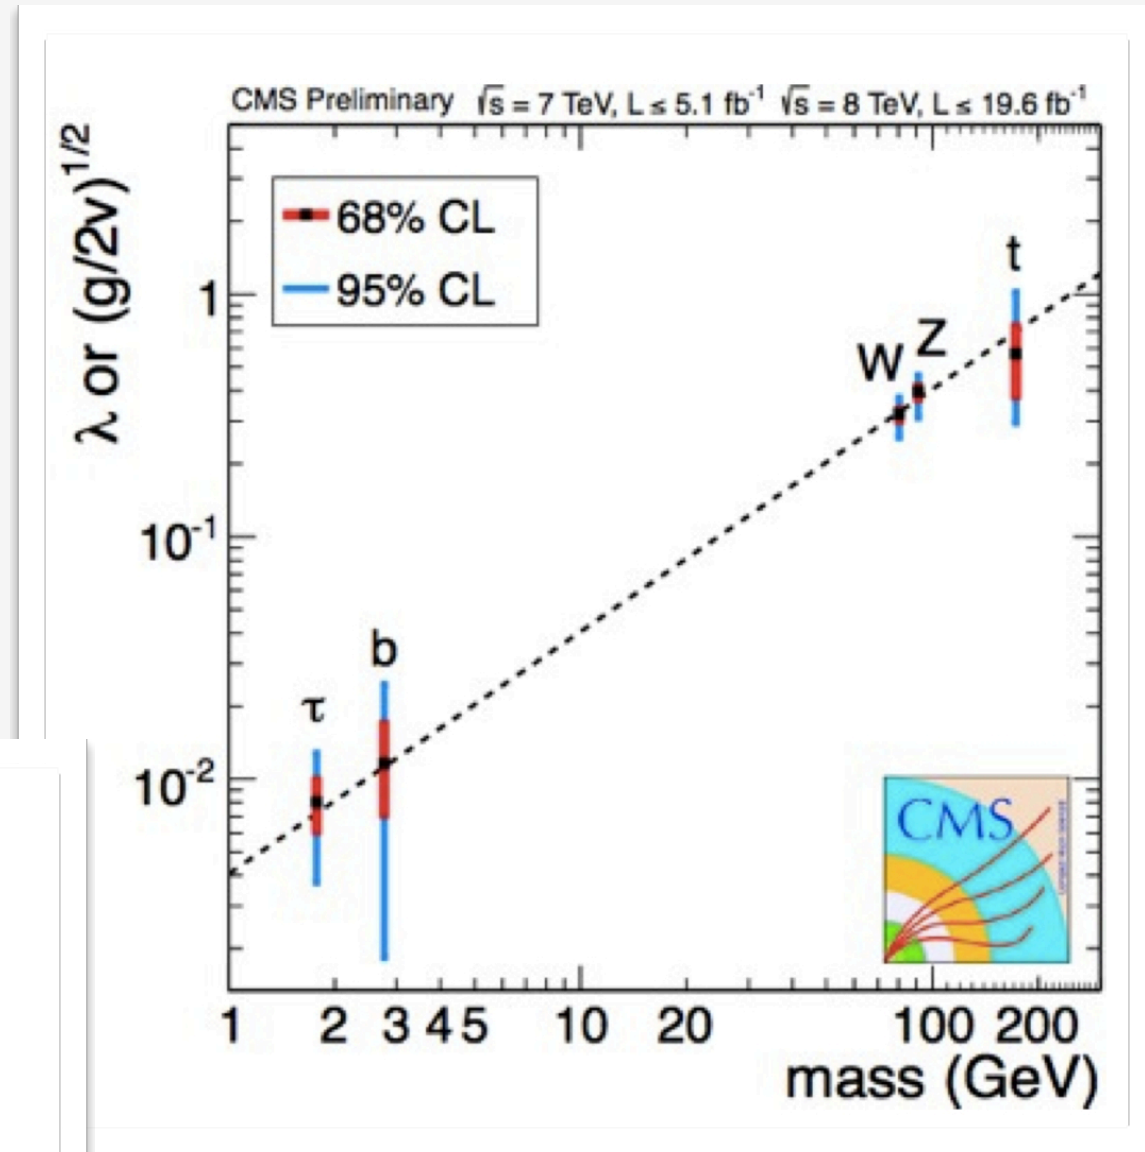 CMS Preliminary √s = 7 TeV, L ≤ 5.1 fb⁻¹ √s = 8 TeV, L ≤ 19.6 fb⁻¹
λ or (g/2v)^1/2
68% CL
95% CL
t
W Z
b
τ
1
10⁻¹
10⁻²
CMS
1 2 3 4 5 10 20 100 200
mass (GeV)